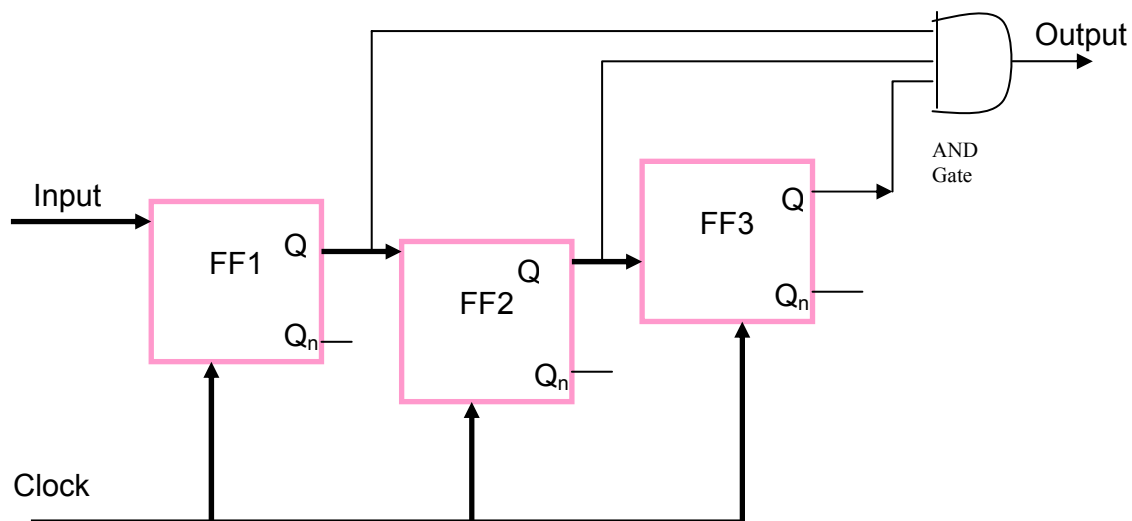 Output
AND
Gate
Input
Q
FF3
Q
FF1
Q
FF2
Qn
Qn
Qn
Clock